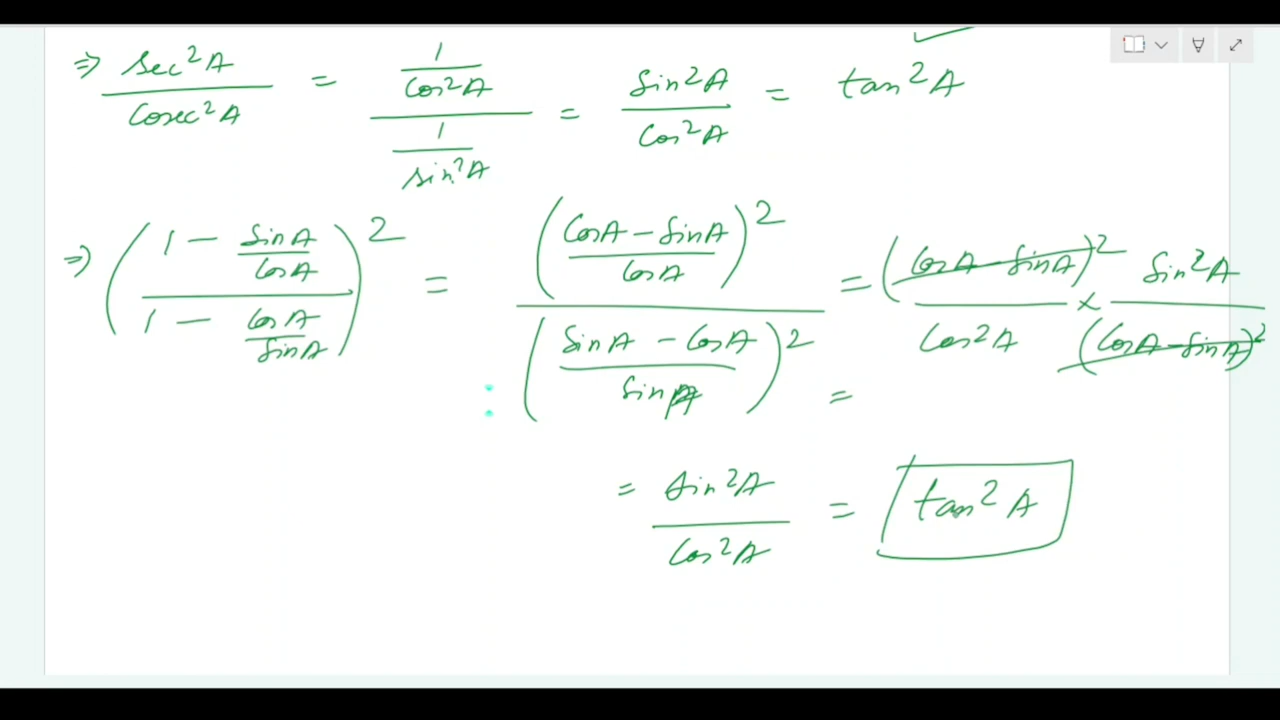 ⇒ sec²A / cosec²A = (1 / cos²A) / (1 / sin²A) = sin²A / cos²A = tan²A
⇒ ((1 - sinA/cosA) / (1 - cosA/sinA))² = ((cosA - sinA) / cosA)² / ((sinA - cosA) / sinA)² = (cosA - sinA)² / cos²A × sin²A / (cosA - sinA)²
=
= sin²A / cos²A = tan²A